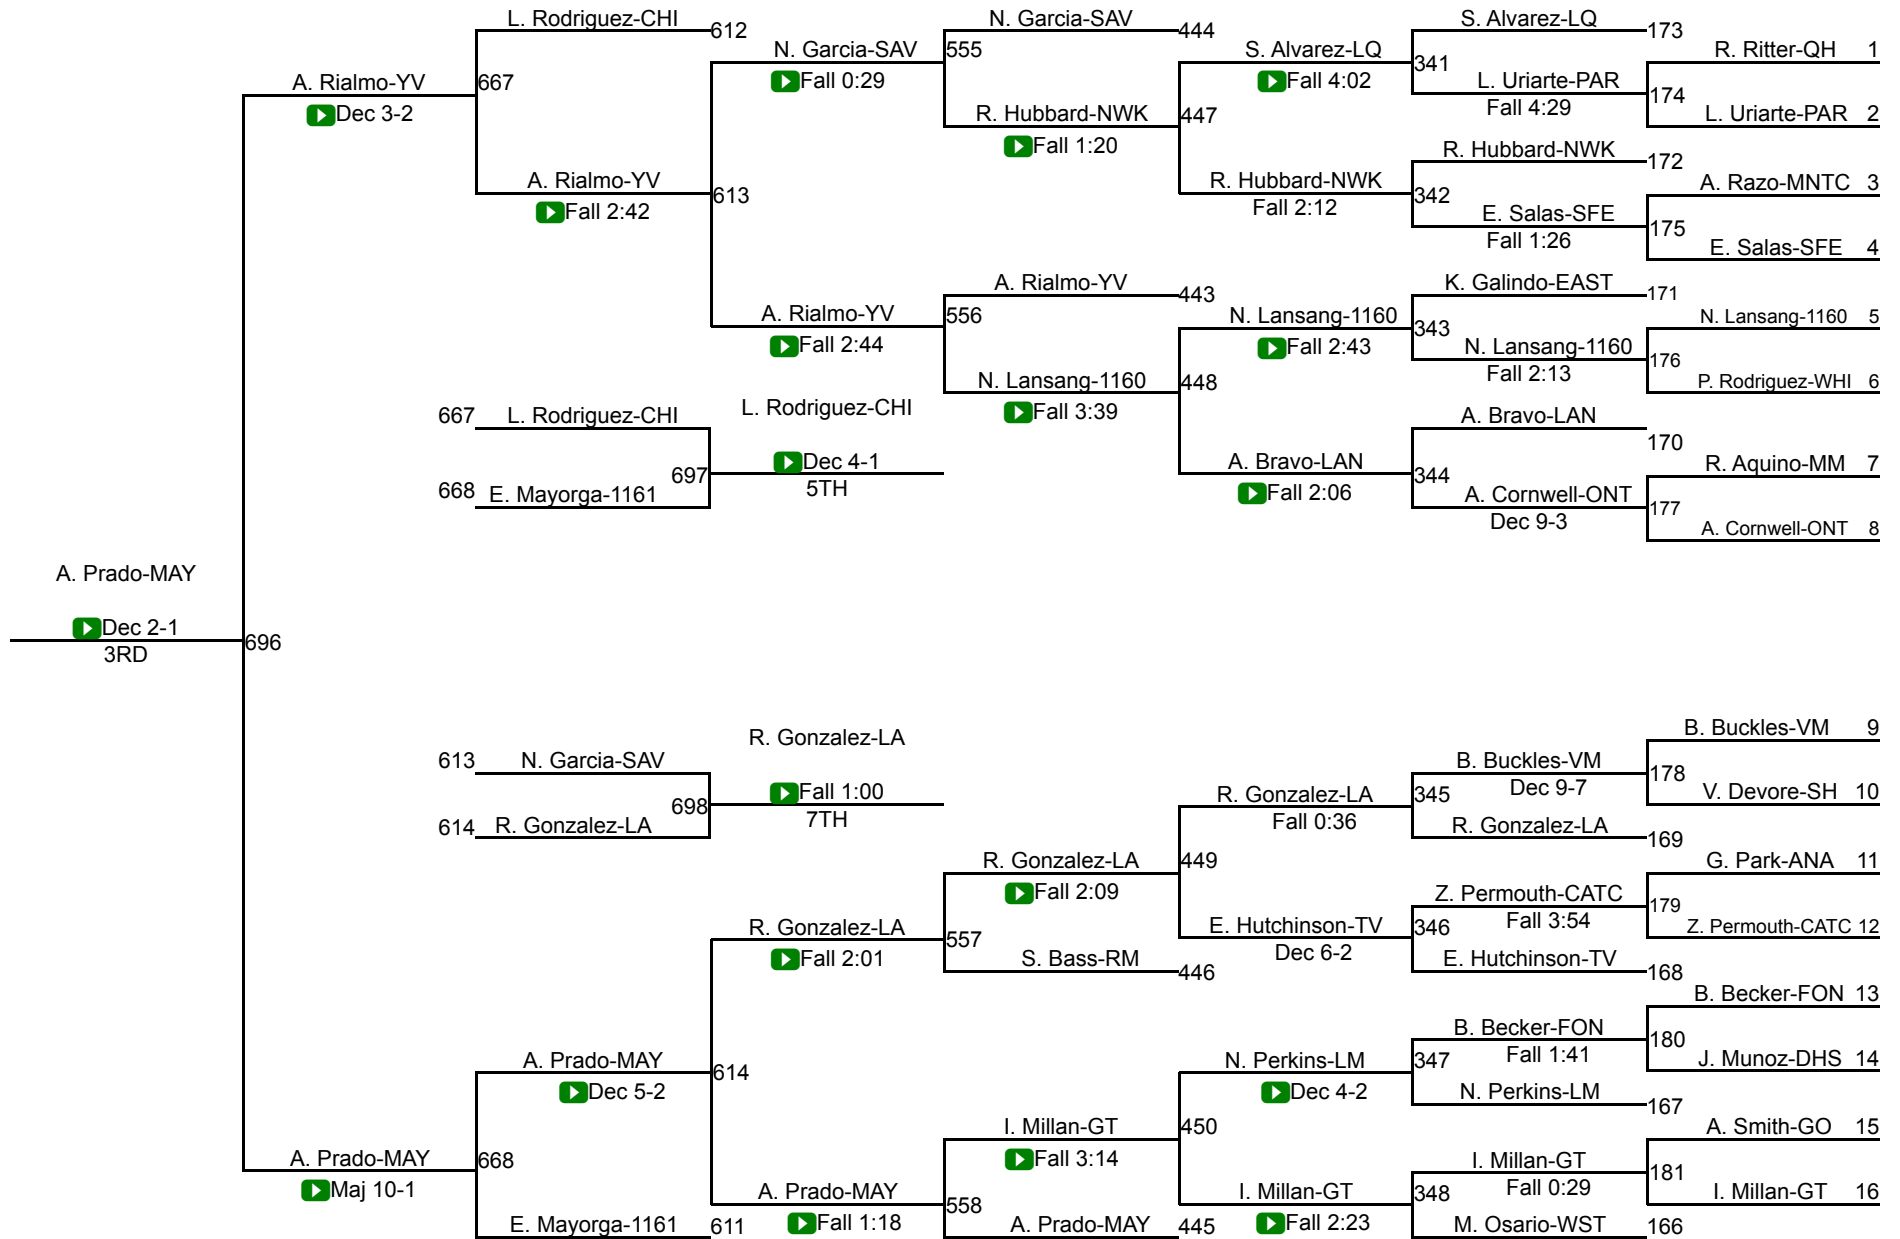 L. Rodriguez-CHI
612
N. Garcia-SAV
444
S. Alvarez-LQ
173
N. Garcia-SAV
555
S. Alvarez-LQ
341
R. Ritter-QH 1
A. Rialmo-YV
667
Fall 0:29
Fall 4:02
L. Uriarte-PAR
174
Dec 3-2
R. Hubbard-NWK
447
Fall 4:29
L. Uriarte-PAR 2
Fall 1:20
R. Hubbard-NWK
172
A. Rialmo-YV
613
R. Hubbard-NWK
342
A. Razo-MNTC 3
Fall 2:42
Fall 2:12
E. Salas-SFE
175
Fall 1:26
E. Salas-SFE 4
A. Rialmo-YV
443
K. Galindo-EAST
171
A. Rialmo-YV
556
N. Lansang-1160
343
N. Lansang-1160 5
Fall 2:44
Fall 2:43
N. Lansang-1160
176
N. Lansang-1160
448
Fall 2:13
P. Rodriguez-WHI 6
667
L. Rodriguez-CHI
L. Rodriguez-CHI
Fall 3:39
A. Bravo-LAN
170
697
Dec 4-1
A. Bravo-LAN
344
R. Aquino-MM 7
668
E. Mayorga-1161
5TH
Fall 2:06
A. Cornwell-ONT
177
Dec 9-3
A. Cornwell-ONT 8
A. Prado-MAY
Dec 2-1
696
3RD
R. Gonzalez-LA
B. Buckles-VM 9
613
N. Garcia-SAV
B. Buckles-VM
178
698
Fall 1:00
R. Gonzalez-LA
345
Dec 9-7
V. Devore-SH 10
614
R. Gonzalez-LA
7TH
Fall 0:36
R. Gonzalez-LA
169
R. Gonzalez-LA
449
G. Park-ANA 11
Fall 2:09
Z. Permouth-CATC
179
R. Gonzalez-LA
557
E. Hutchinson-TV
346
Fall 3:54
Z. Permouth-CATC 12
Fall 2:01
S. Bass-RM
446
Dec 6-2
E. Hutchinson-TV
168
B. Becker-FON 13
B. Becker-FON
180
A. Prado-MAY
614
N. Perkins-LM
347
Fall 1:41
J. Munoz-DHS 14
Dec 5-2
Dec 4-2
N. Perkins-LM
167
I. Millan-GT
450
A. Smith-GO 15
A. Prado-MAY
668
Fall 3:14
I. Millan-GT
181
Maj 10-1
A. Prado-MAY
558
I. Millan-GT
348
Fall 0:29
I. Millan-GT 16
E. Mayorga-1161
611
Fall 1:18
A. Prado-MAY
445
Fall 2:23
M. Osario-WST
166